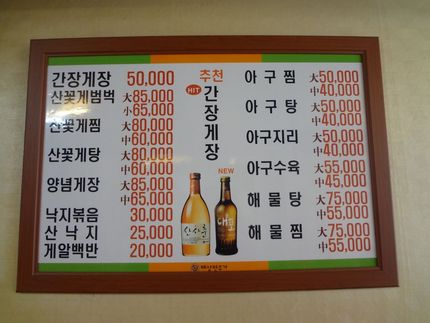 간장게장 50,000
산꽃게범벅 大85,000
小65,000
산꽃게찜 大80,000
中60,000
산꽃게탕 大80,000
中60,000
양념게장 大85,000
中65,000
낙지볶음 30,000
산낙지 25,000
게알백반 20,000
추천
HIT
간장게장
NEW
산사춘
대포
아구찜 大50,000
中40,000
아구탕 大50,000
中40,000
아구지리 大50,000
中40,000
아구수육 大55,000
中45,000
해물탕 大75,000
中55,000
해물찜 大75,000
中55,000